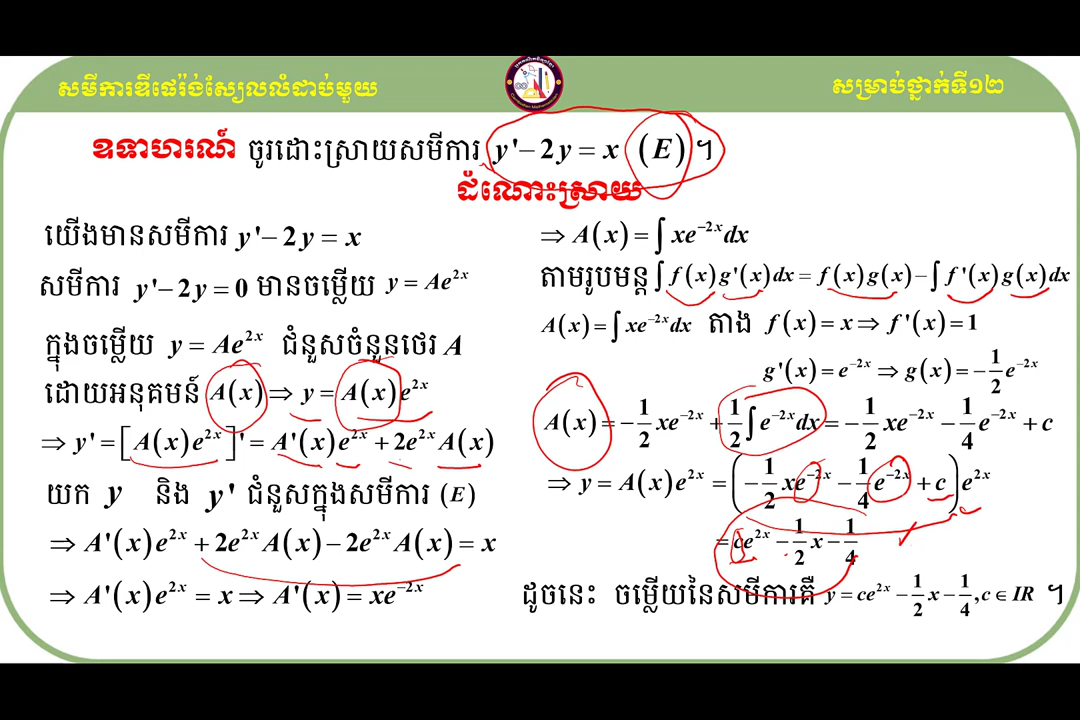 សមីការឌីផេរ៉ង់ស្យែលលំដាប់មួយ
សម្រាប់ថ្នាក់ទី១២
ឧទាហរណ៍ ចូរដោះស្រាយសមីការ y'−2y = x (E) ។
ដំណោះស្រាយ
យើងមានសមីការ y'−2y = x
សមីការ y'−2y = 0 មានចម្លើយ y = Ae^{2x}
ក្នុងចម្លើយ y = Ae^{2x} ជំនួសចំនួនថេរ A
ដោយអនុគមន៍ A(x) ⇒ y = A(x)e^{2x}
⇒ y' = [A(x)e^{2x}]' = A'(x)e^{2x} + 2e^{2x}A(x)
យក y និង y' ជំនួសក្នុងសមីការ (E)
⇒ A'(x)e^{2x} + 2e^{2x}A(x) − 2e^{2x}A(x) = x
⇒ A'(x)e^{2x} = x ⇒ A'(x) = xe^{−2x}
⇒ A(x) = ∫ xe^{−2x}dx
តាមរូបមន្ត ∫ f(x)g'(x)dx = f(x)g(x) − ∫ f'(x)g(x)dx
A(x) = ∫ xe^{−2x}dx តាង f(x) = x ⇒ f'(x) = 1
g'(x) = e^{−2x} ⇒ g(x) = −1/2 e^{−2x}
A(x) = −1/2 xe^{−2x} + 1/2 ∫ e^{−2x}dx = −1/2 xe^{−2x} − 1/4 e^{−2x} + c
⇒ y = A(x)e^{2x} = (−1/2 xe^{−2x} − 1/4 e^{−2x} + c)e^{2x}
= ce^{2x} − 1/2 x − 1/4
ដូចនេះ ចម្លើយនៃសមីការគឺ y = ce^{2x} − 1/2 x − 1/4 , c ∈ IR ។